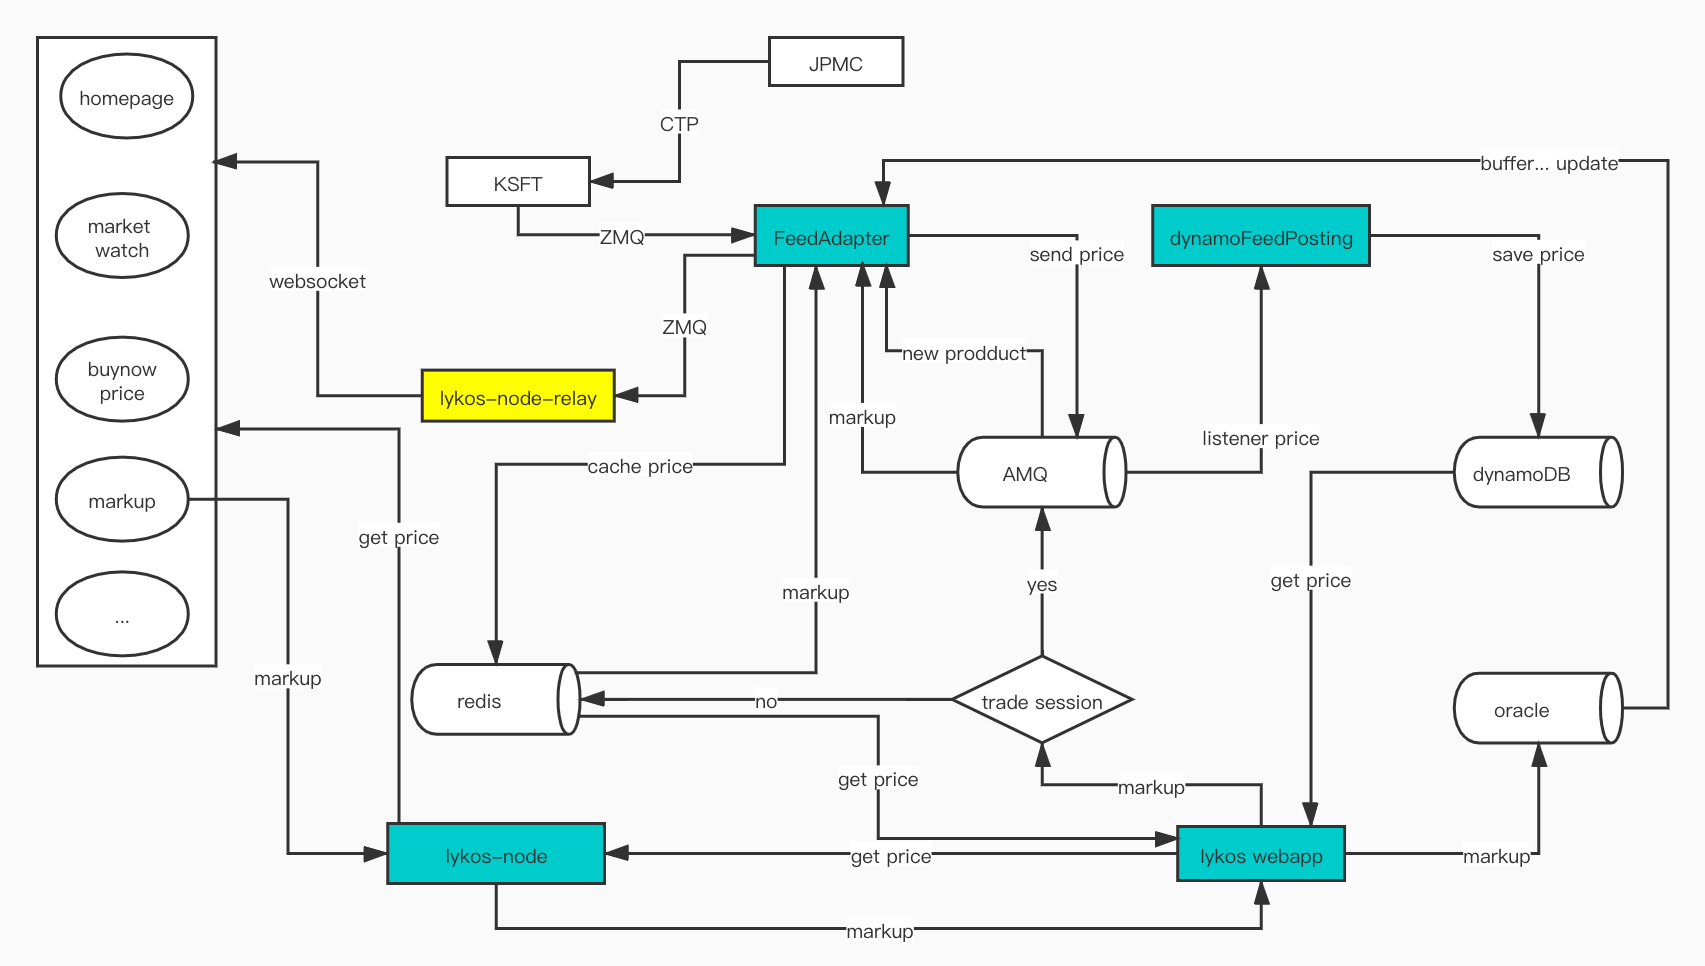 JPMC
homepage
CTP
buffer... update
KSFT
market
watch
ZMQ
FeedAdapter
dynamoFeedPosting
send price
save price
websocket
ZMQ
new prodduct
buynow
price
lykos-node-relay
markup
listener price
cache price
AMQ
dynamoDB
markup
get price
get price
yes
markup
...
markup
redis
no
trade session
oracle
get price
markup
lykos-node
get price
lykos webapp
markup
markup